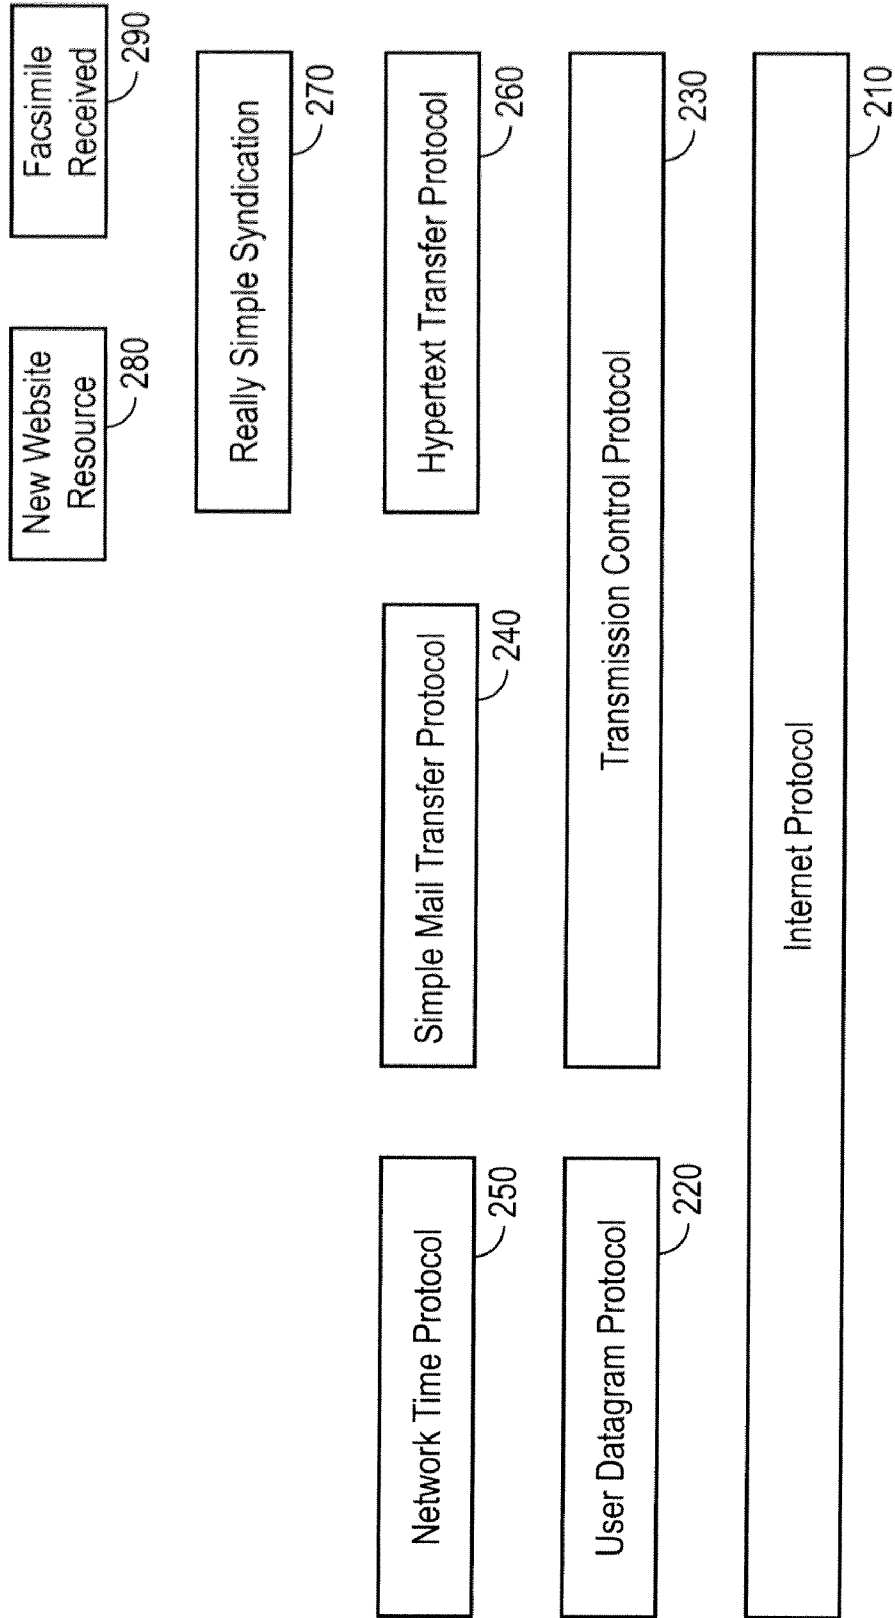 New Website
Resource
280
Facsimile
Received
290
Really Simple Syndication
270
Network Time Protocol
250
Simple Mail Transfer Protocol
240
Hypertext Transfer Protocol
260
User Datagram Protocol
220
Transmission Control Protocol
230
Internet Protocol
210